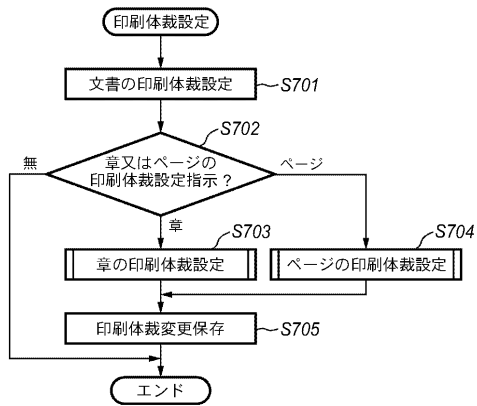 印刷体裁設定
文書の印刷体裁設定
S701
S702
無
章又はページの
印刷体裁設定指示？
ページ
章
S703
S704
章の印刷体裁設定
ページの印刷体裁設定
印刷体裁変更保存
S705
エンド